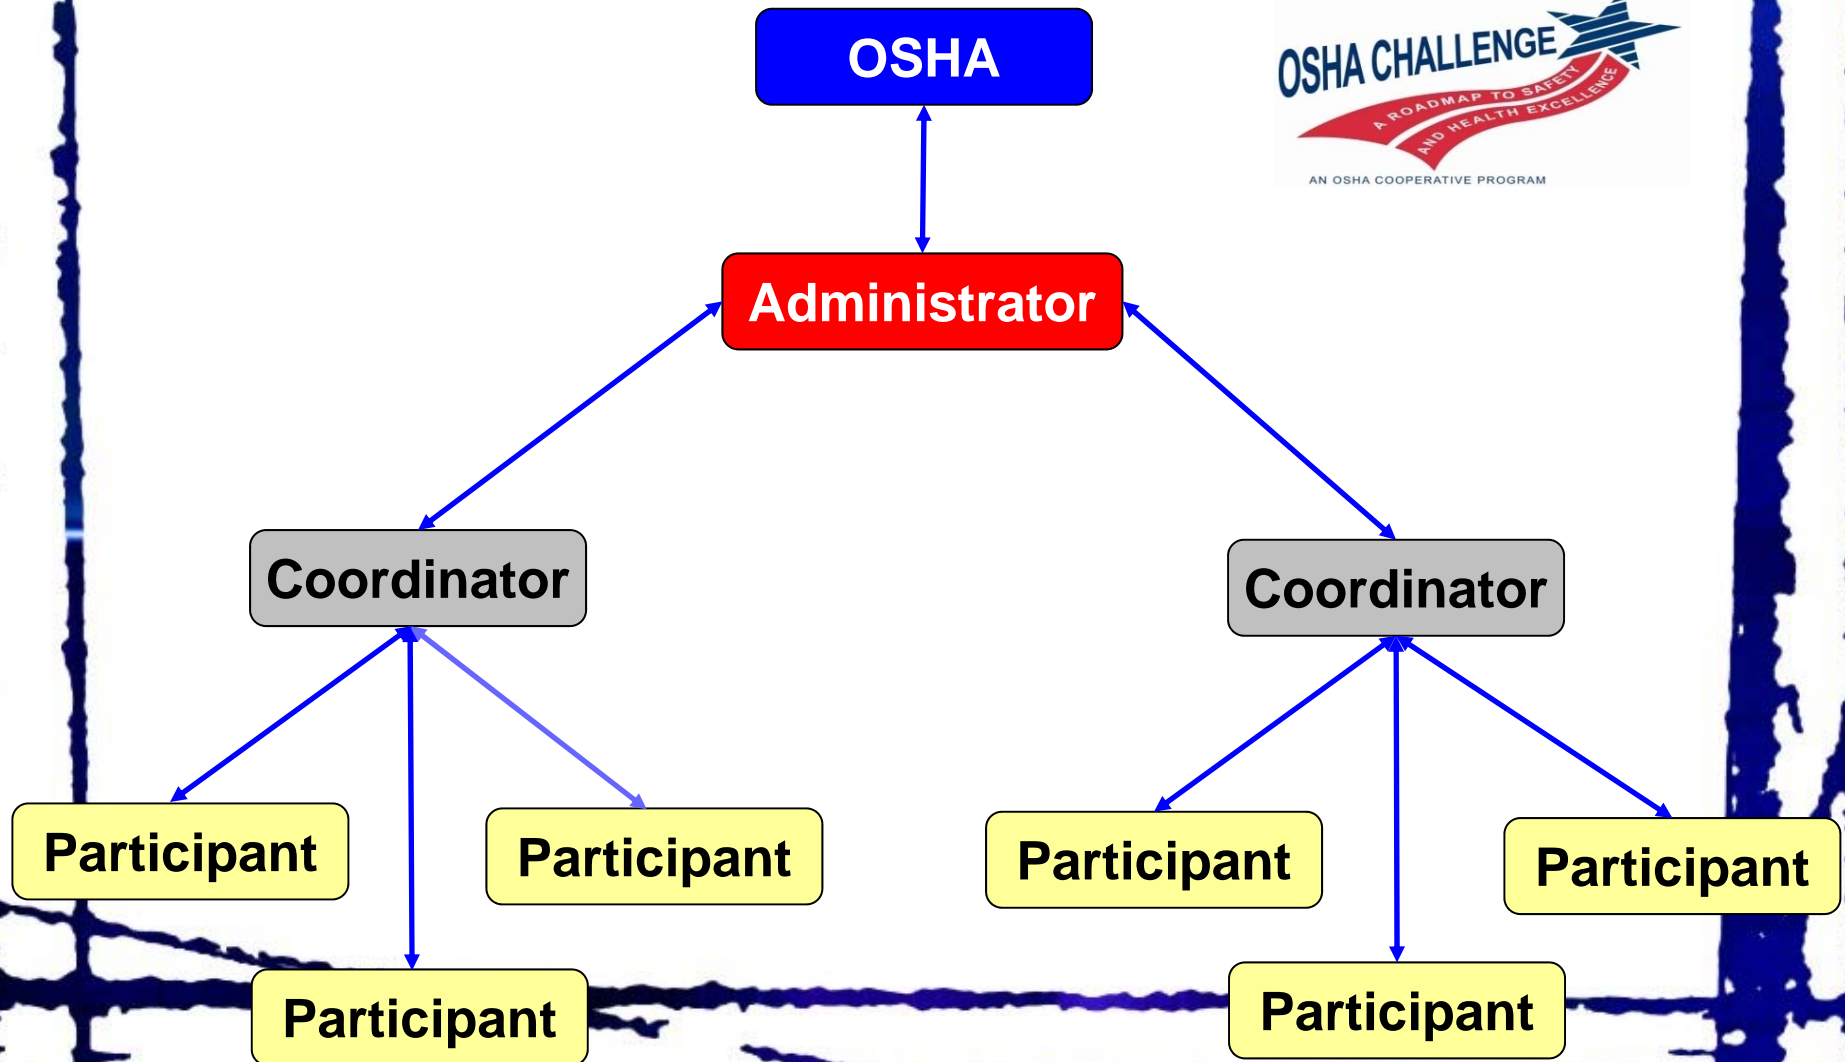 OSHA
OSHA CHALLENGE
A ROADMAP TO SAFETY
AND HEALTH EXCELLENCE
AN OSHA COOPERATIVE PROGRAM
Administrator
Coordinator
Coordinator
Participant
Participant
Participant
Participant
Participant
Participant